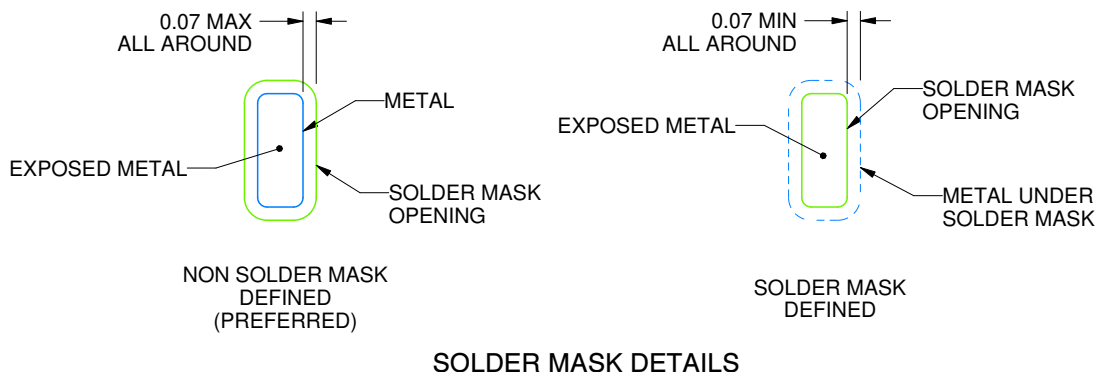 0.07 MAX
ALL AROUND
METAL
EXPOSED METAL
SOLDER MASK
OPENING
NON SOLDER MASK
DEFINED
(PREFERRED)
0.07 MIN
ALL AROUND
SOLDER MASK
OPENING
EXPOSED METAL
METAL UNDER
SOLDER MASK
SOLDER MASK
DEFINED
SOLDER MASK DETAILS